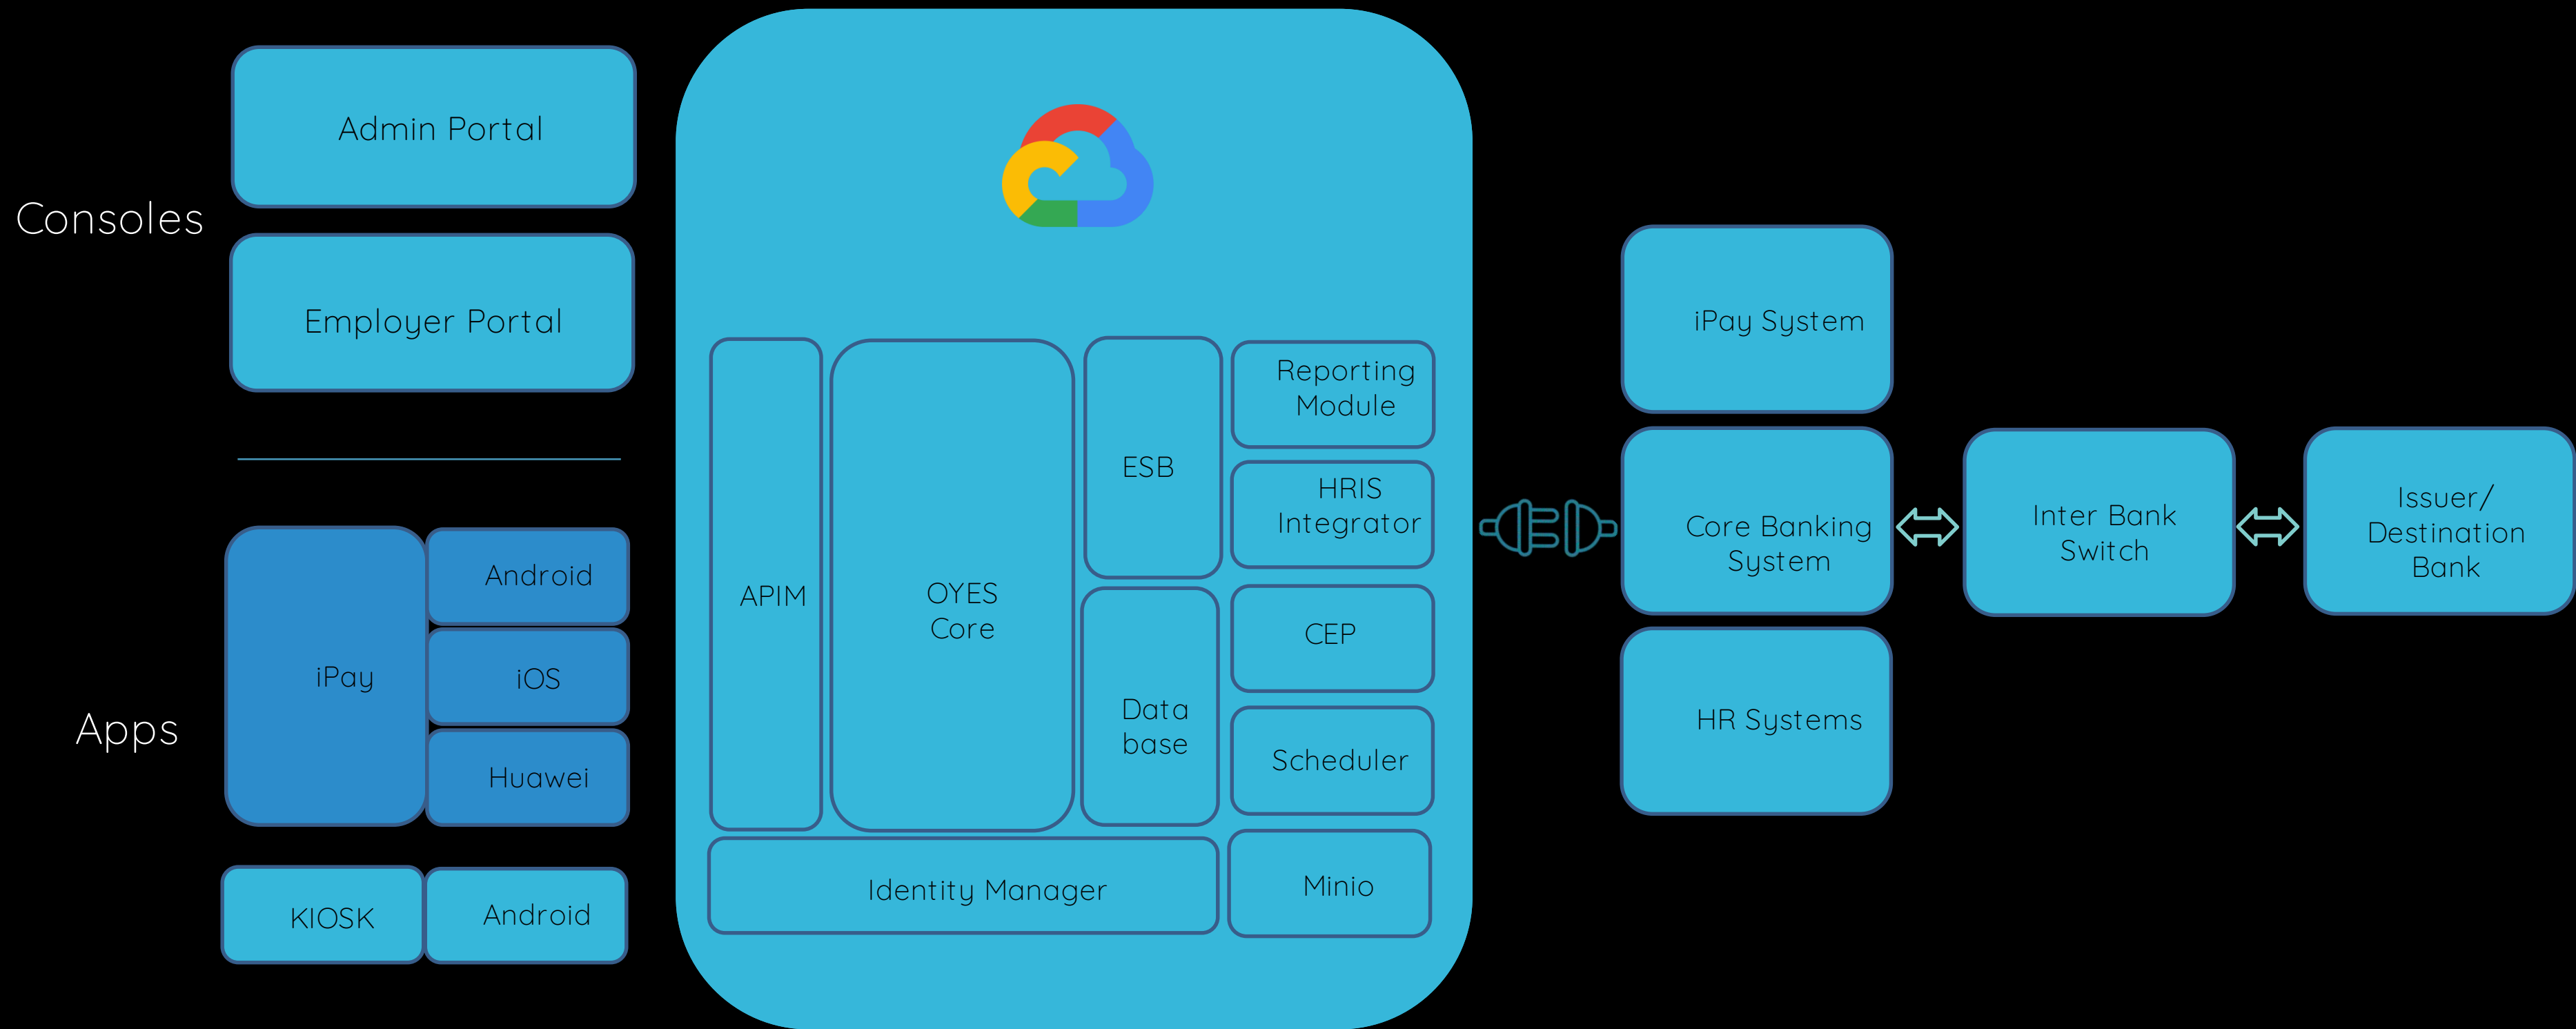 Consoles
Admin Portal
Employer Portal
Apps
iPay
Android
iOS
Huawei
KIOSK
Android
APIM
OYES
Core
ESB
Data
base
Identity Manager
Reporting
Module
HRIS
Integrator
CEP
Scheduler
Minio
iPay System
Core Banking
System
HR Systems
Inter Bank
Switch
Issuer/
Destination
Bank